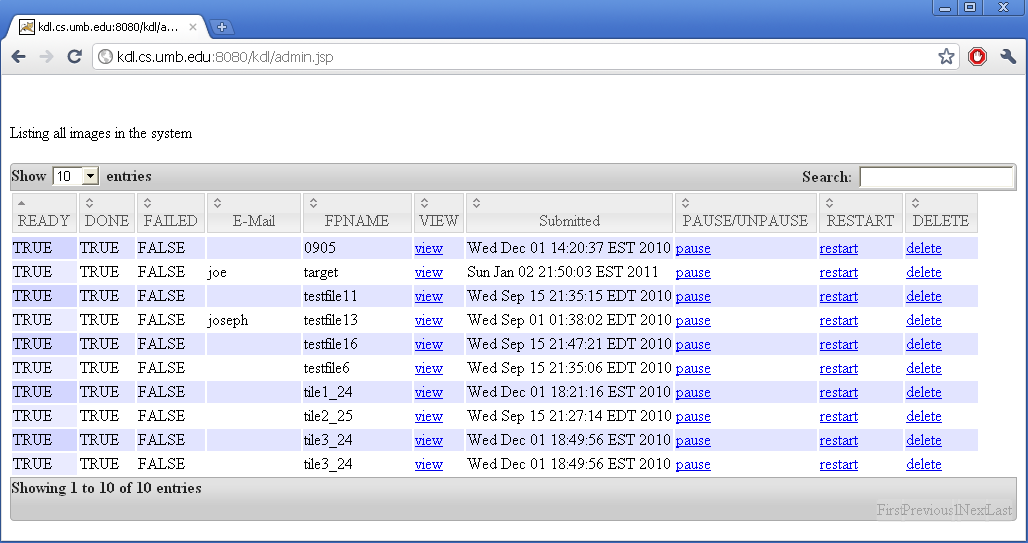 kdl.cs.umb.edu:8080/kdl/a...
kdl.cs.umb.edu:8080/kdl/admin.jsp
Listing all images in the system
Show 10 entries Search:
READY DONE FAILED E-Mail FPNAME VIEW Submitted PAUSE/UNPAUSE RESTART DELETE
TRUE TRUE FALSE 0905 view Wed Dec 01 14:20:37 EST 2010 pause restart delete
TRUE TRUE FALSE joe target view Sun Jan 02 21:50:03 EST 2011 pause restart delete
TRUE TRUE FALSE testfile11 view Wed Sep 15 21:35:15 EDT 2010 pause restart delete
TRUE TRUE FALSE joseph testfile13 view Wed Sep 01 01:38:02 EDT 2010 pause restart delete
TRUE TRUE FALSE testfile16 view Wed Sep 15 21:47:21 EDT 2010 pause restart delete
TRUE TRUE FALSE testfile6 view Wed Sep 15 21:35:06 EDT 2010 pause restart delete
TRUE TRUE FALSE tile1_24 view Wed Dec 01 18:21:16 EST 2010 pause restart delete
TRUE TRUE FALSE tile2_25 view Wed Sep 15 21:27:14 EDT 2010 pause restart delete
TRUE TRUE FALSE tile3_24 view Wed Dec 01 18:49:56 EST 2010 pause restart delete
TRUE TRUE FALSE tile3_24 view Wed Dec 01 18:49:56 EST 2010 pause restart delete
Showing 1 to 10 of 10 entries
FirstPrevious1NextLast